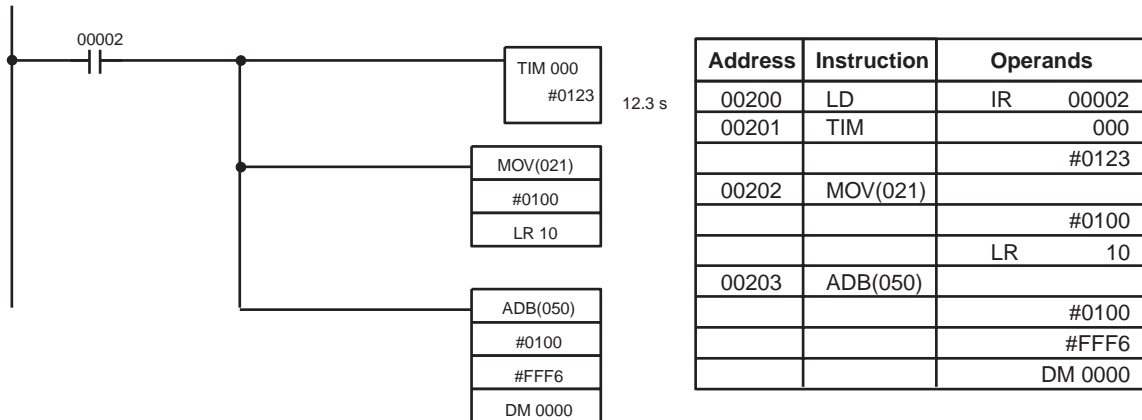 00002
TIM 000
#0123
12.3 s
MOV(021)
#0100
LR 10
ADB(050)
#0100
#FFF6
DM 0000
Address Instruction Operands
00200 LD IR 00002
00201 TIM 000
#0123
00202 MOV(021)
#0100
LR 10
00203 ADB(050)
#0100
#FFF6
DM 0000